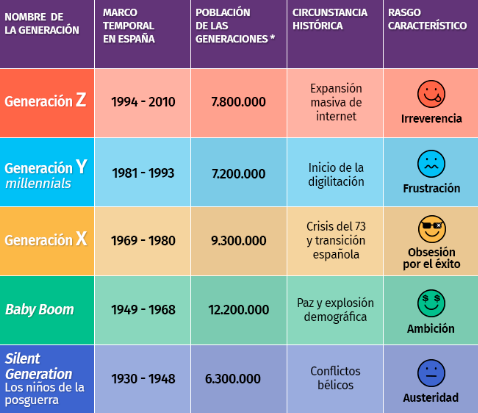 NOMBRE DE
LA GENERACIÓN
MARCO
TEMPORAL
EN ESPAÑA
POBLACIÓN
DE LAS
GENERACIONES *
CIRCUNSTANCIA
HISTÓRICA
RASGO
CARACTERÍSTICO
Generación Z
1994 - 2010
7.800.000
Expansión
masiva de
internet
Irreverencia
Generación Y
millennials
1981 - 1993
7.200.000
Inicio de la
digilitación
Frustración
Generación X
1969 - 1980
9.300.000
Crisis del 73
y transición
española
Obsesión
por el éxito
Baby Boom
1949 - 1968
12.200.000
Paz y explosión
demográfica
$ $
Ambición
Silent
Generation
Los niños de la
posguerra
1930 - 1948
6.300.000
Conflictos
bélicos
Austeridad